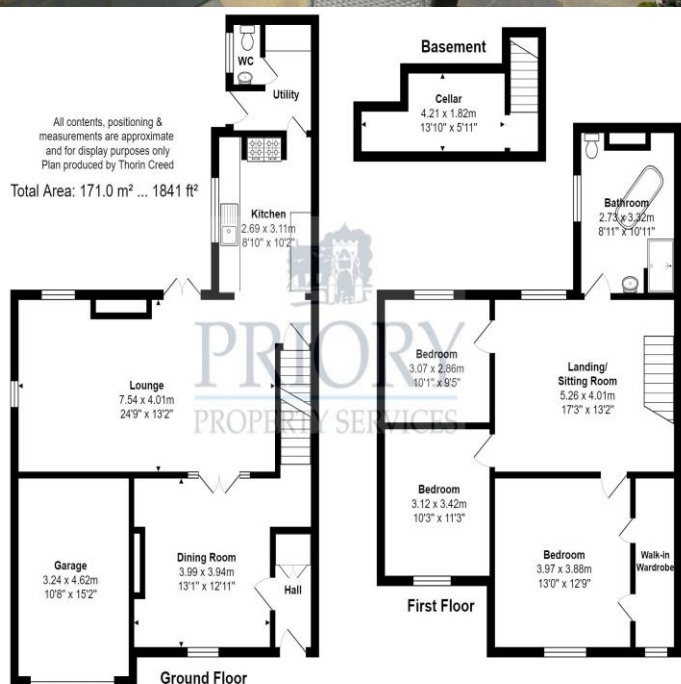 All contents, positioning &
measurements are approximate
and for display purposes only
Plan produced by Thorin Creed
Total Area: 171.0 m² ... 1841 ft²
WC
Utility
Kitchen
2.69 x 3.11m
8'10" x 10'2"
Lounge
7.54 x 4.01m
24'9" x 13'2"
Garage
3.24 x 4.62m
10'8" x 15'2"
Dining Room
3.99 x 3.94m
13'1" x 12'11"
Hall
Ground Floor
Basement
Cellar
4.21 x 1.82m
13'10" x 5'11"
Bathroom
2.73 x 3.32m
8'11" x 10'11"
Bedroom
3.07 x 2.86m
10'1" x 9'5"
Landing/
Sitting Room
5.26 x 4.01m
17'3" x 13'2"
Bedroom
3.12 x 3.42m
10'3" x 11'3"
Bedroom
3.97 x 3.88m
13'0" x 12'9"
Walk-in
Wardrobe
First Floor
PRIORY
PROPERTY SERVICES